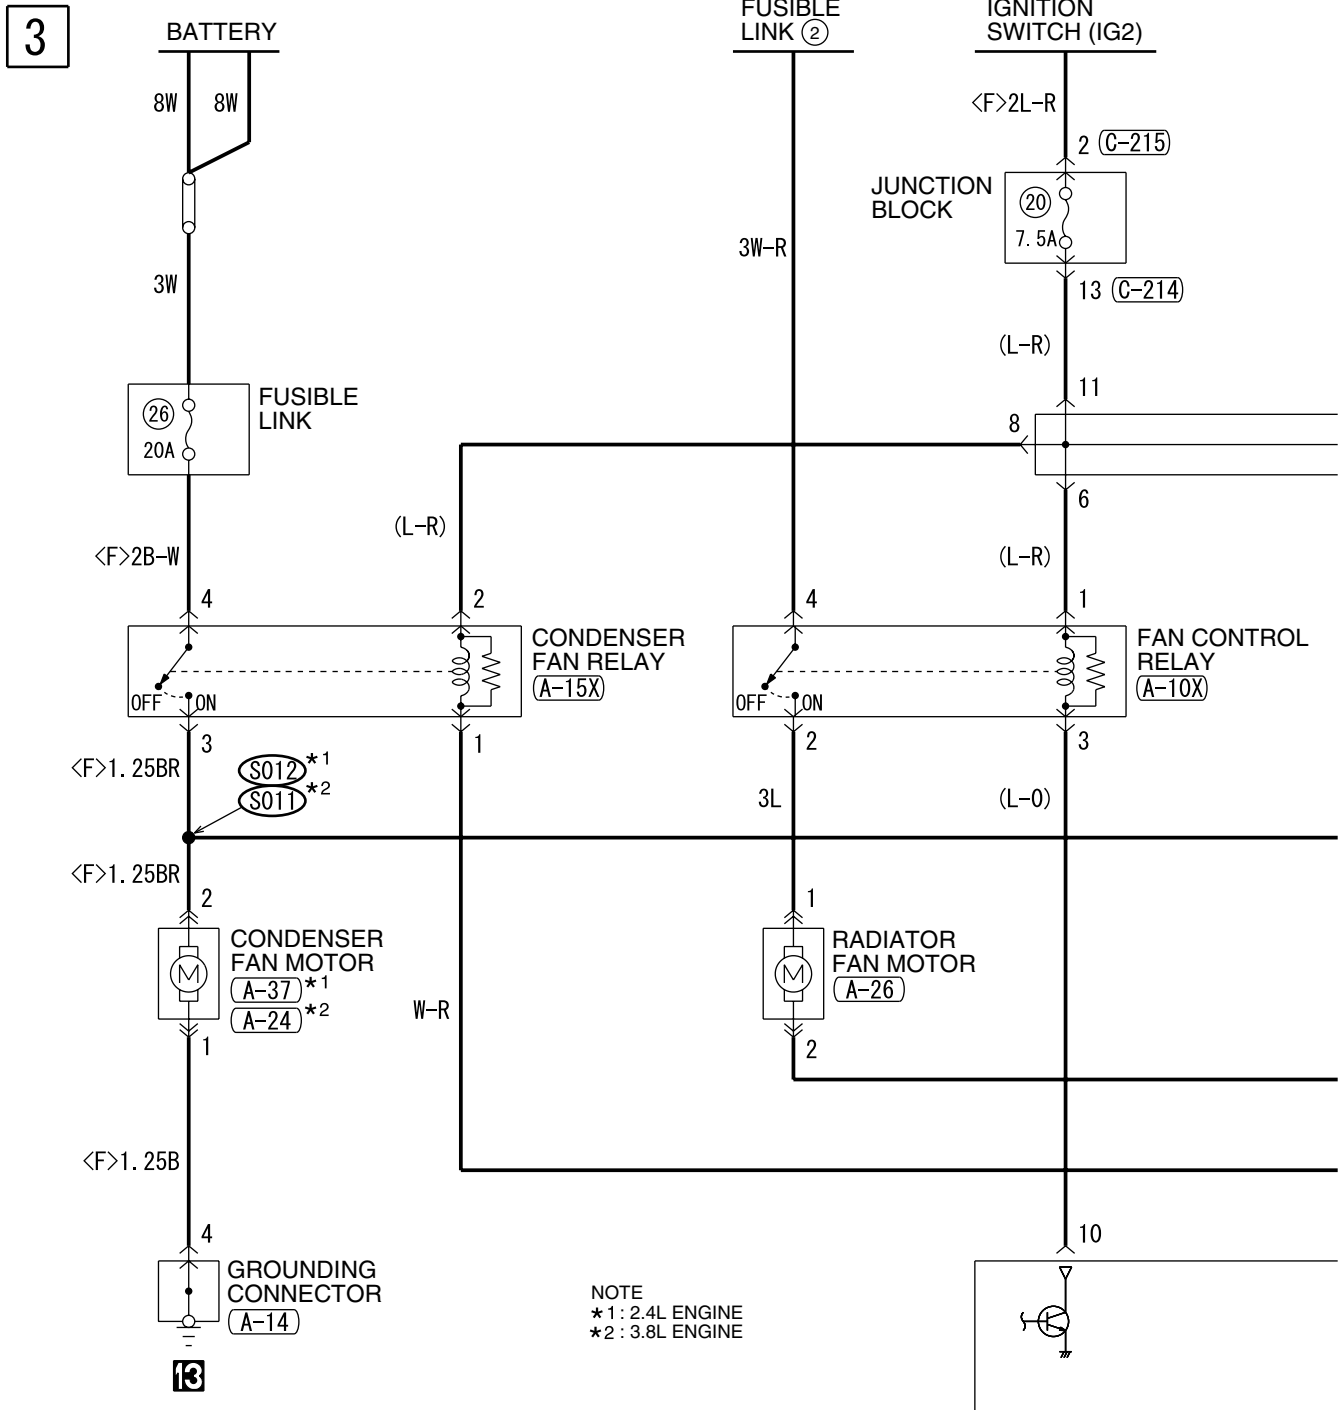 3
BATTERY
FUSIBLE
LINK 2
IGNITION
SWITCH (IG2)
8W
8W
<F>2L-R
2
C-215
JUNCTION
BLOCK
20
7.5A
3W-R
3W
13
C-214
(L-R)
11
FUSIBLE
LINK
26
20A
8
6
(L-R)
<F>2B-W
(L-R)
4
2
4
1
CONDENSER
FAN RELAY
A-15X
FAN CONTROL
RELAY
A-10X
OFF
ON
OFF
ON
3
1
2
3
<F>1.25BR
S012 *1
S011 *2
3L
(L-O)
<F>1.25BR
2
1
CONDENSER
FAN MOTOR
A-37 *1
A-24 *2
M
RADIATOR
FAN MOTOR
A-26
M
W-R
1
2
<F>1.25B
4
10
GROUNDING
CONNECTOR
A-14
13
NOTE
*1 : 2.4L ENGINE
*2 : 3.8L ENGINE